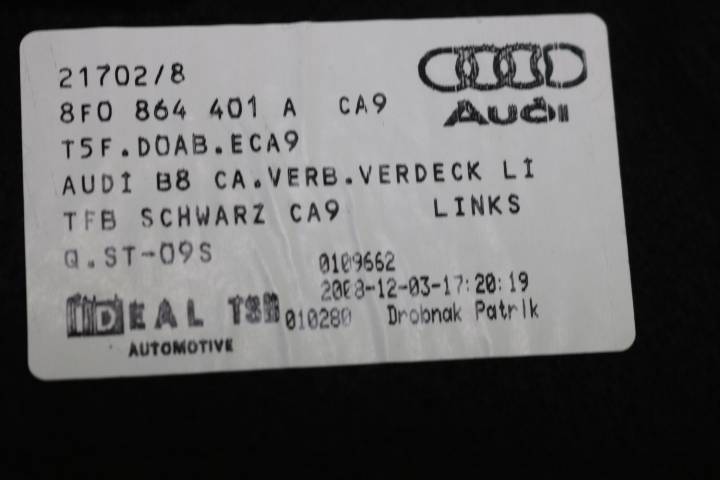 21702/8
8F0 864 401 A CA9
Audi
T5F.DOAB.ECA9
AUDI B8 CA.VERB.VERDECK LI
TFB SCHWARZ CA9 LINKS
Q.ST-09S
0109662
2008-12-03-17:20:19
IDEAL TSB 010280 Drobnak Patrik
AUTOMOTIVE